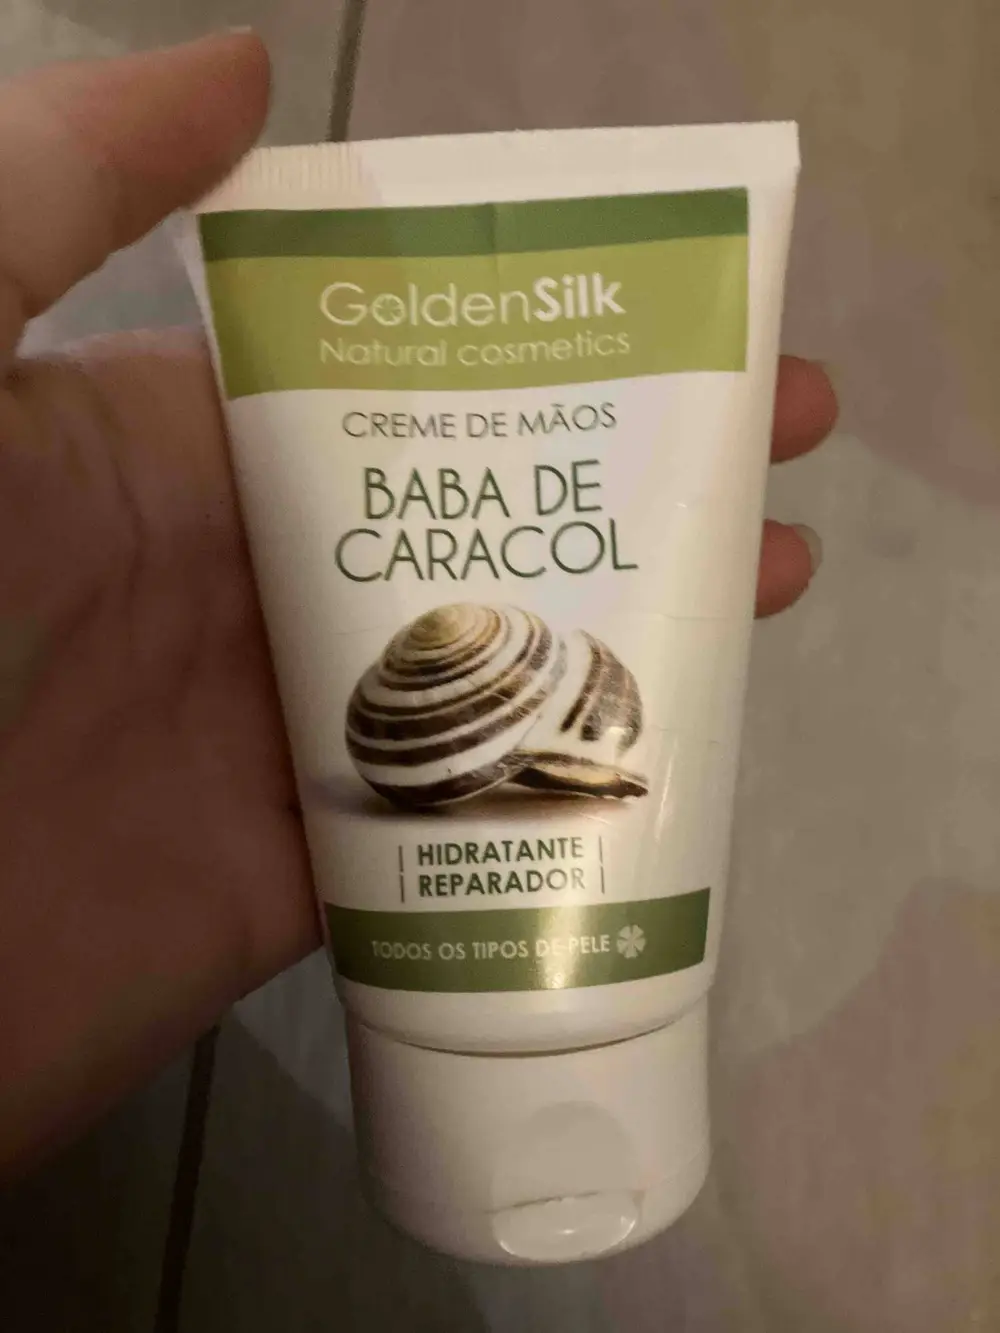 GoldenSilk
Natural cosmetics
CREME DE MÃOS
BABA DE
CARACOL
HIDRATANTE
REPARADOR
TODOS OS TIPOS DE PELE